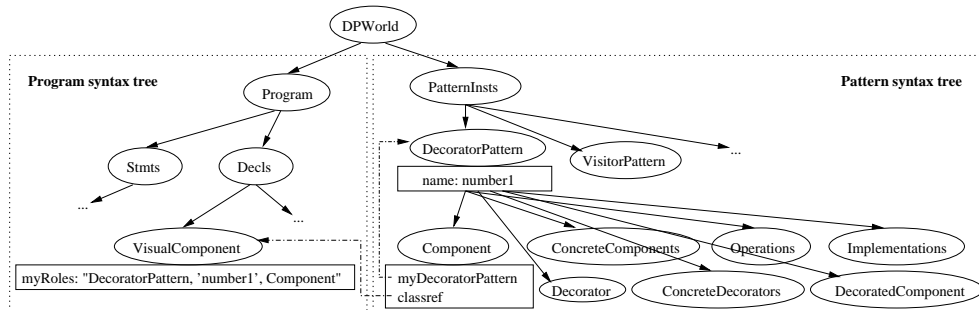 DPWorld
Program syntax tree
Pattern syntax tree
Program
PatternInsts
Stmts
Decls
DecoratorPattern
VisitorPattern
...
name: number1
...
...
VisualComponent
Component
ConcreteComponents
Operations
Implementations
myRoles: "DecoratorPattern, 'number1', Component"
myDecoratorPattern
classref
Decorator
ConcreteDecorators
DecoratedComponent